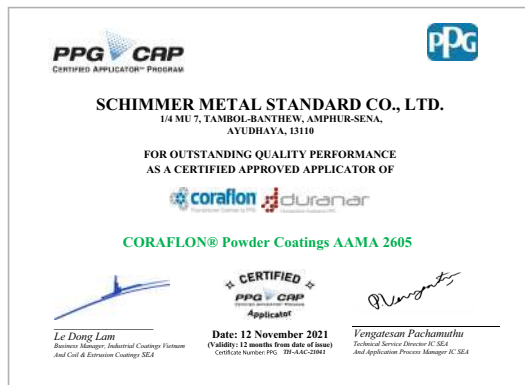 PPG CAP
CERTIFIED APPLICATOR™ PROGRAM
PPG
SCHIMMER METAL STANDARD CO., LTD.
1/4 MU 7, TAMBOL-BANTHEW, AMPHUR-SENA,
AYUDHAYA, 13110
FOR OUTSTANDING QUALITY PERFORMANCE
AS A CERTIFIED APPROVED APPLICATOR OF
coraflon duranar
CORAFLON® Powder Coatings AAMA 2605
CERTIFIED
PPG CAP
Applicator
Le Dong Lam
Business Manager, Industrial Coatings Vietnam
And Coil & Extrusion Coatings SEA
Date: 12 November 2021
(Validity: 12 months from date of issue)
Certificate Number: PPG TH-AAC-21041
Vengatesan Pachamuthu
Technical Service Director IC SEA
And Application Process Manager IC SEA